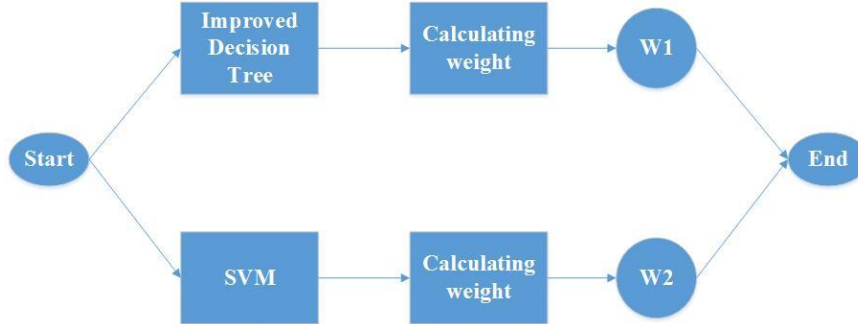 Improved
Decision
Tree
Calculating
weight
W1
Start
End
SVM
Calculating
weight
W2